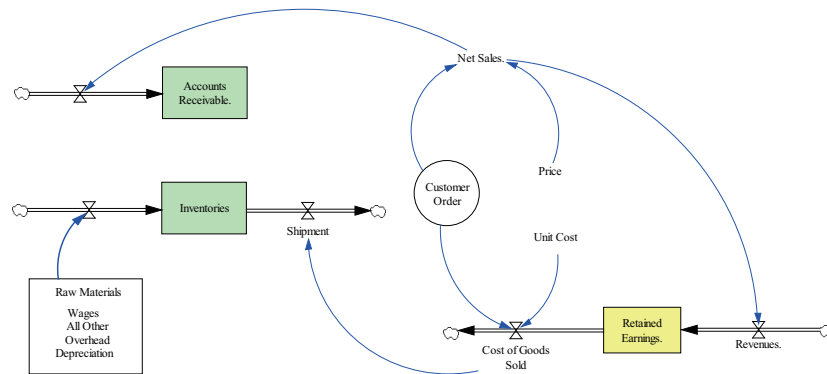 Net Sales.
Accounts
Receivable.
Customer
Order
Price
Inventories
Shipment
Unit Cost
Raw Materials
Wages
All Other
Overhead
Depreciation
Cost of Goods
Sold
Retained
Earnings.
Revenues.